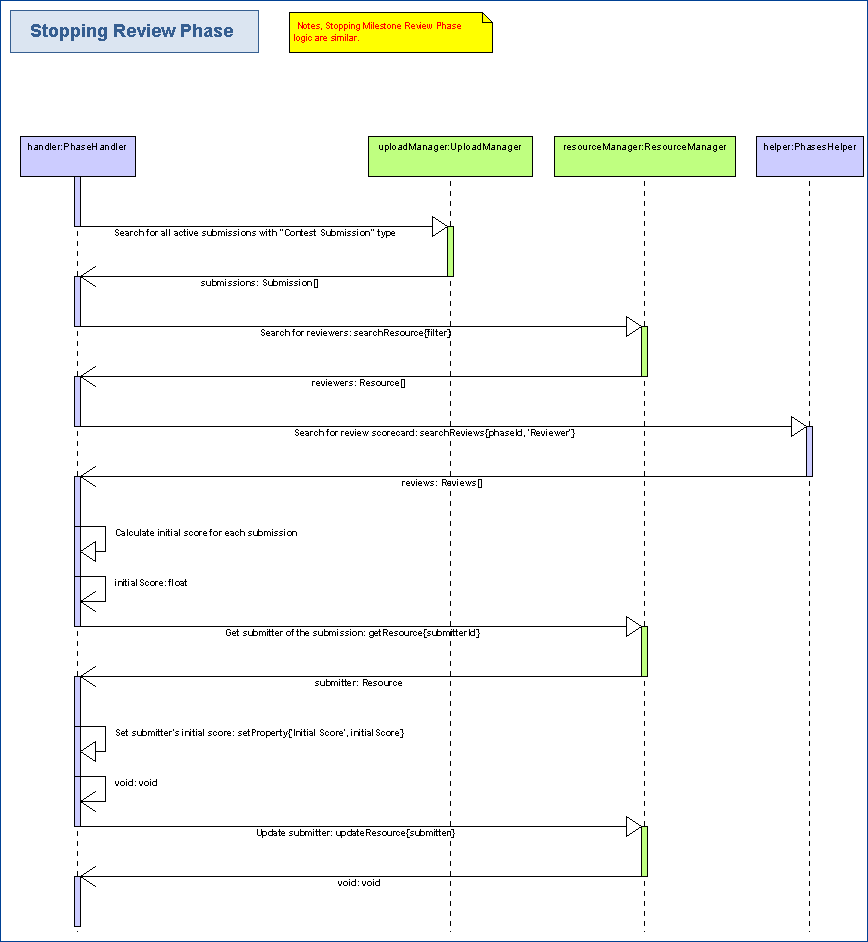 Stopping Review Phase
Notes, Stopping Milestone Review Phase
logic are similar.
handler:PhaseHandler
uploadManager:UploadManager
resourceManager:ResourceManager
helper:PhasesHelper
Search for all active submissions with "Contest Submission" type
submissions: Submission[]
Search for reviewers: searchResource{filter}
reviewers: Resource[]
Search for review scorecard: searchReviews{phaseId, 'Reviewer'}
reviews: Reviews[]
Calculate initial score for each submission
initialScore: float
Get submitter of the submission: getResource{submitterId}
submitter: Resource
Set submitter's initial score: setProperty{'Initial Score', initialScore}
void: void
Update submitter: updateResource{submitter}
void: void